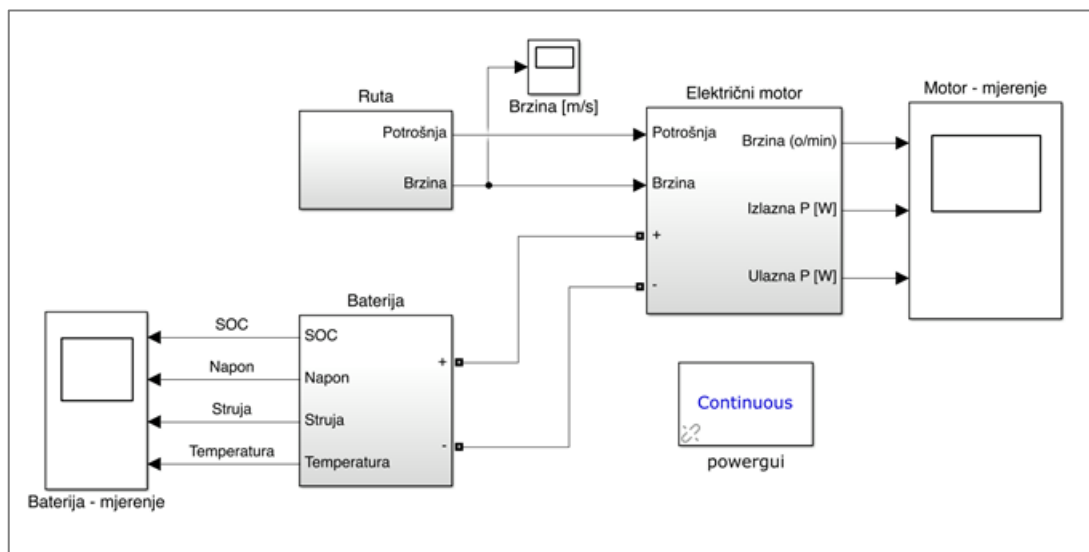 Brzina [m/s]
Ruta
Potrošnja
Brzina
Električni motor
Potrošnja
Brzina
+
-
Brzina (o/min)
Izlazna P [W]
Ulazna P [W]
Motor - mjerenje
Baterija
SOC
Napon
Struja
Temperatura
+
-
SOC
Napon
Struja
Temperatura
Baterija - mjerenje
Continuous
powergui